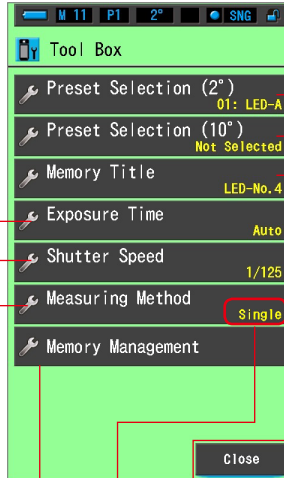 M 11 P1 2° SNG
Tool Box
Preset Selection (2°)
01: LED-A
Preset Selection (10°)
Not Selected
Memory Title
LED-No.4
Exposure Time
Auto
Shutter Speed
1/125
Measuring Method
Single
Memory Management
Close